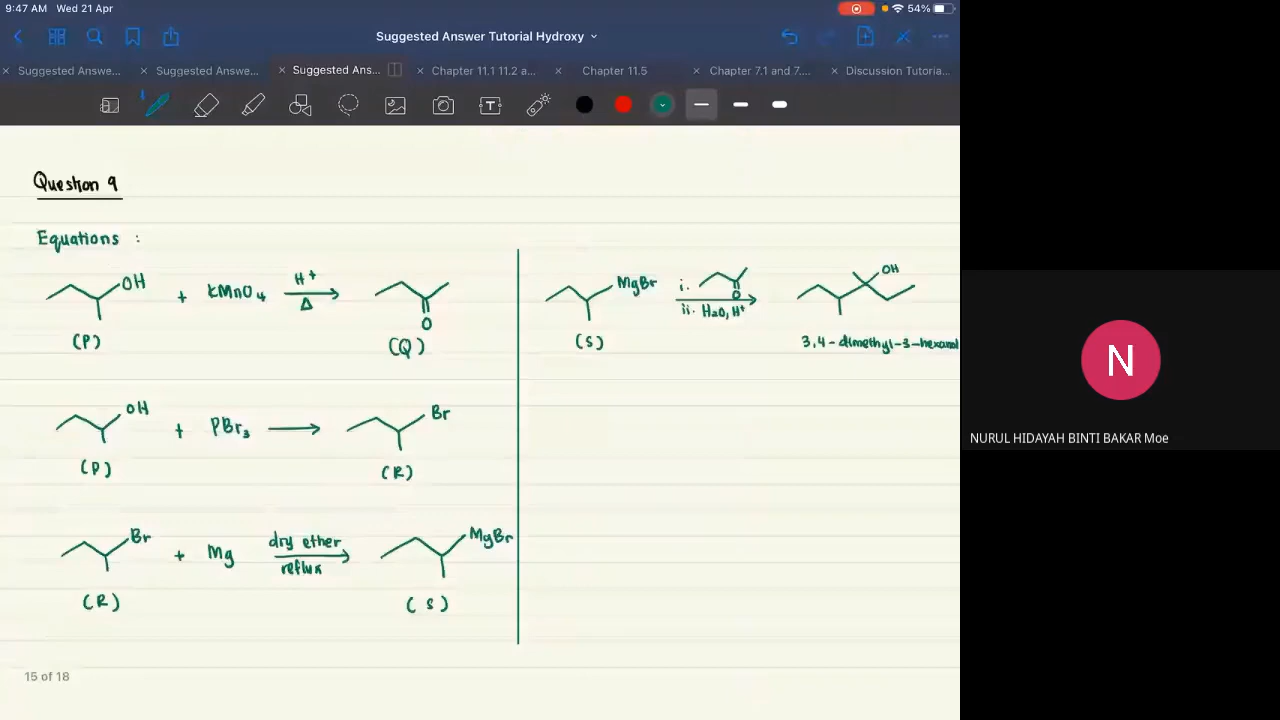 9:47 AM Wed 21 Apr
54%
Suggested Answer Tutorial Hydroxy
Suggested Answe...
Suggested Answe...
Suggested Ans...
Chapter 11.1 11.2 a...
Chapter 11.5
Chapter 7.1 and 7....
Discussion Tutoria...
T
Question 9
Equations :
OH + KMnO4 H+ Δ O
(P) (Q)
OH + PBr3 Br
(P) (R)
Br + Mg dry ether reflux MgBr
(R) (S)
MgBr i. O ii. H2O, H+ OH
(S) 3,4-dimethyl-3-hexanol
15 of 18
N
NURUL HIDAYAH BINTI BAKAR Moe